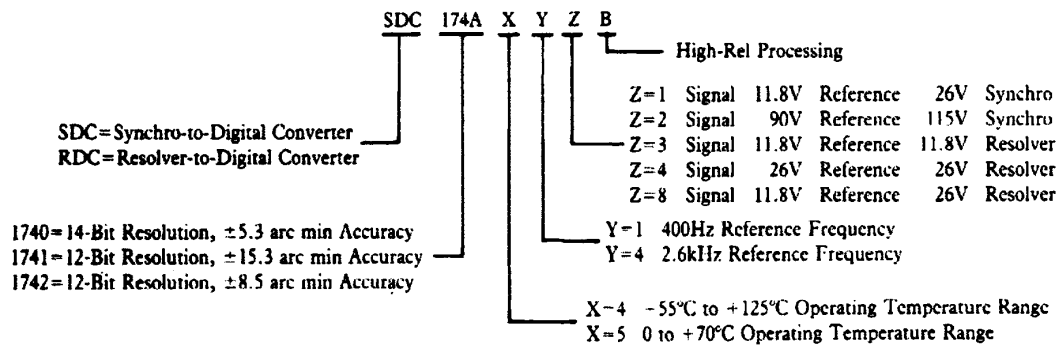 SDC 174A X Y Z B
High-Rel Processing
Z=1 Signal 11.8V Reference 26V Synchro
Z=2 Signal 90V Reference 115V Synchro
Z=3 Signal 11.8V Reference 11.8V Resolver
Z=4 Signal 26V Reference 26V Resolver
Z=8 Signal 11.8V Reference 26V Resolver
SDC=Synchro-to-Digital Converter
RDC=Resolver-to-Digital Converter
Y=1 400Hz Reference Frequency
Y=4 2.6kHz Reference Frequency
1740=14-Bit Resolution, ±5.3 arc min Accuracy
1741=12-Bit Resolution, ±15.3 arc min Accuracy
1742=12-Bit Resolution, ±8.5 arc min Accuracy
X=4 -55°C to +125°C Operating Temperature Range
X=5 0 to +70°C Operating Temperature Range